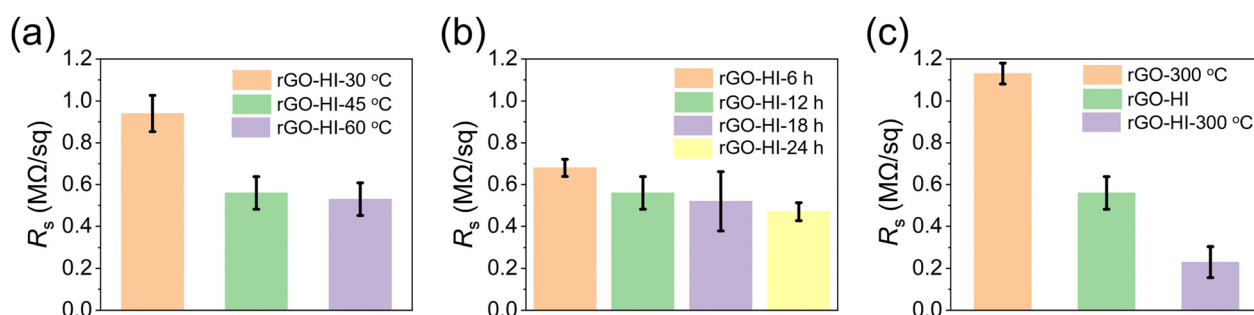 (a)
1.2
1.0
0.8
0.6
0.4
0.2
0.0
Rs (MΩ/sq)
rGO-HI-30 °C
rGO-HI-45 °C
rGO-HI-60 °C
(b)
1.2
1.0
0.8
0.6
0.4
0.2
0.0
Rs (MΩ/sq)
rGO-HI-6 h
rGO-HI-12 h
rGO-HI-18 h
rGO-HI-24 h
(c)
1.2
1.0
0.8
0.6
0.4
0.2
0.0
Rs (MΩ/sq)
rGO-300 °C
rGO-HI
rGO-HI-300 °C